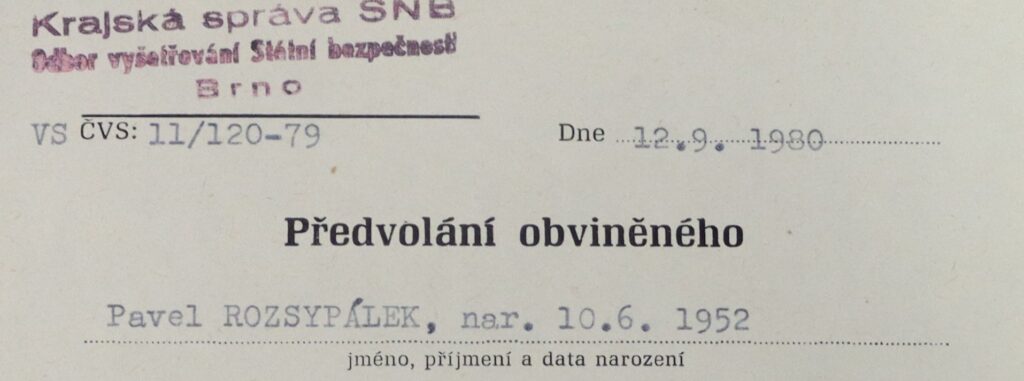 Krajská správa SNB
Odbor vyšetřování Státní bezpečnosti
Brno
VS ČVS: 11/120-79
Dne 12.9. 1980
Předvolání obviněného
Pavel ROZSYPÁLEK, nar. 10.6. 1952
jméno, příjmení a data narození